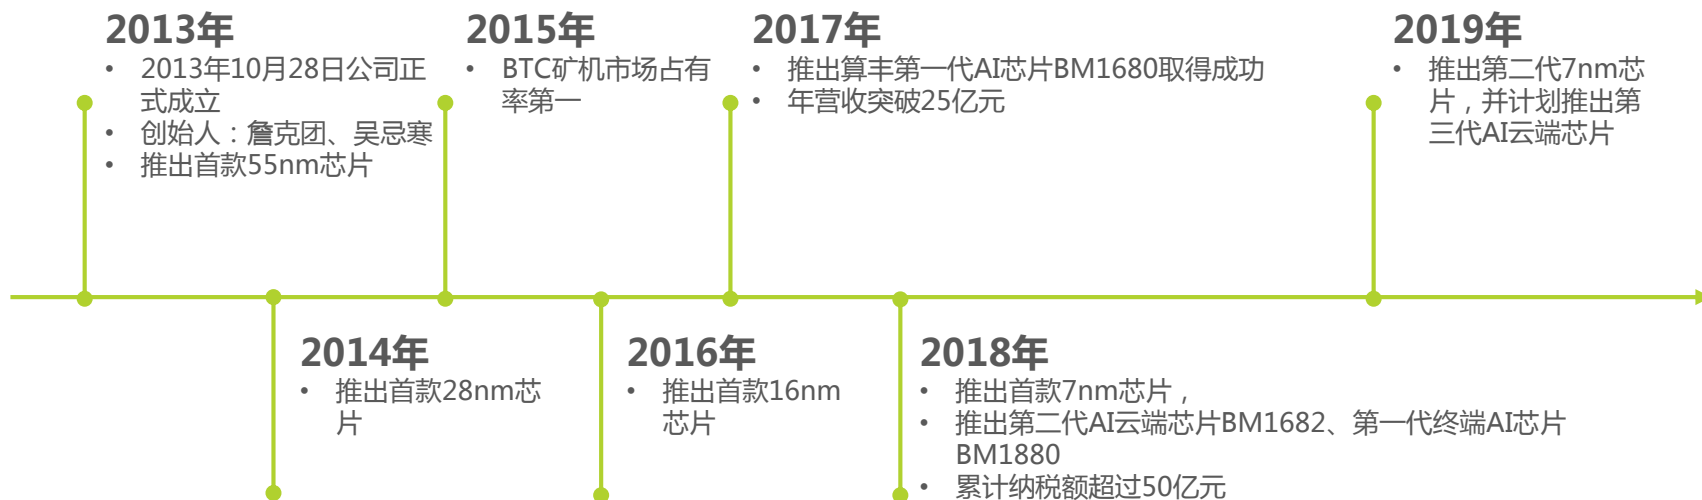 2013年
• 2013年10月28日公司正
式成立
• 创始人：詹克团、吴忌寒
• 推出首款55nm芯片
2015年
• BTC矿机市场占有
率第一
2017年
• 推出算丰第一代AI芯片BM1680取得成功
• 年营收突破25亿元
2019年
• 推出第二代7nm芯
片，并计划推出第
三代AI云端芯片
2014年
• 推出首款28nm芯
片
2016年
• 推出首款16nm
芯片
2018年
• 推出首款7nm芯片，
• 推出第二代AI云端芯片BM1682、第一代终端AI芯片
BM1880
• 累计纳税额超过50亿元